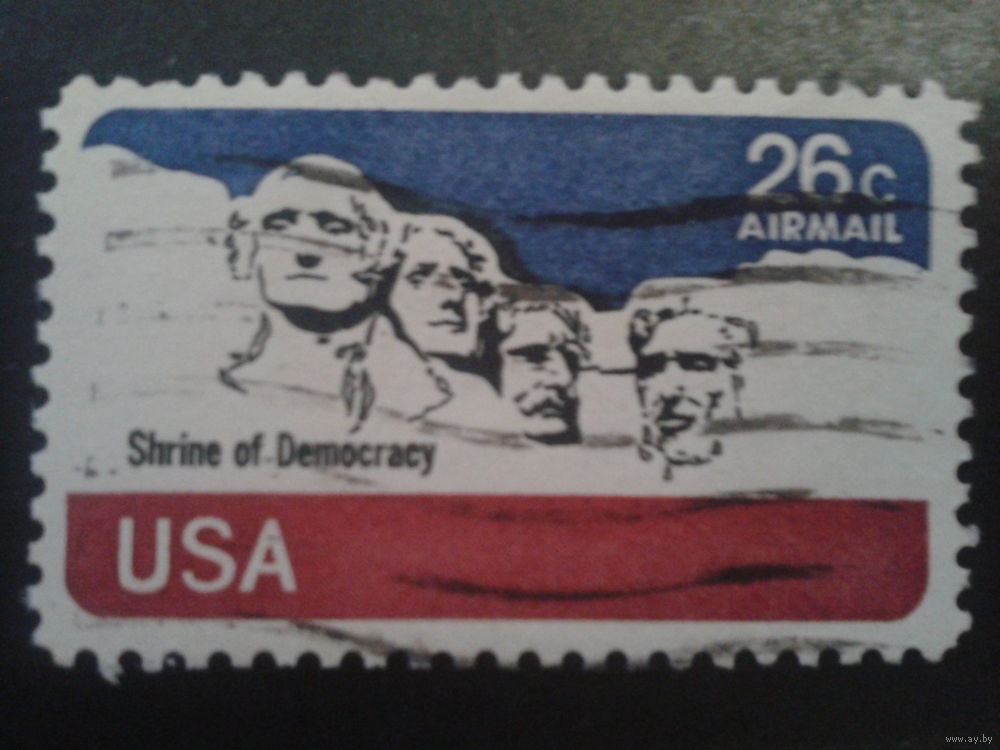 26c
AIRMAIL
Shrine of Democracy
USA
www.ay.by